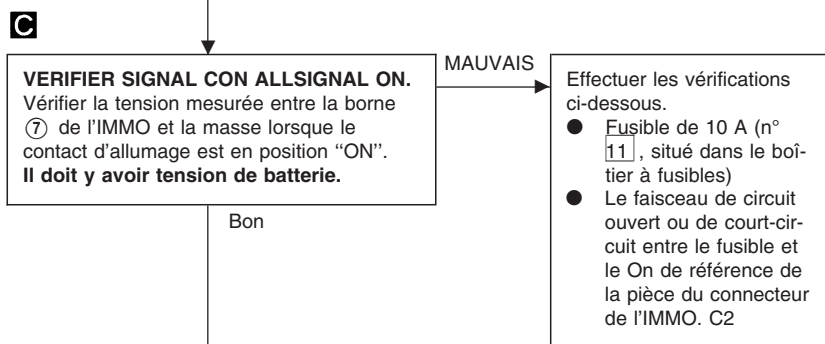 C
VERIFIER SIGNAL CON ALLSIGNAL ON.
Vérifier la tension mesurée entre la borne
⑦ de l'IMMO et la masse lorsque le
contact d'allumage est en position ‘‘ON’’.
Il doit y avoir tension de batterie.
MAUVAIS
Effectuer les vérifications
ci-dessous.
● Fusible de 10 A (n°
11 , situé dans le boî-
tier à fusibles)
● Le faisceau de circuit
ouvert ou de court-cir-
cuit entre le fusible et
le On de référence de
la pièce du connecteur
de l'IMMO. C2
Bon